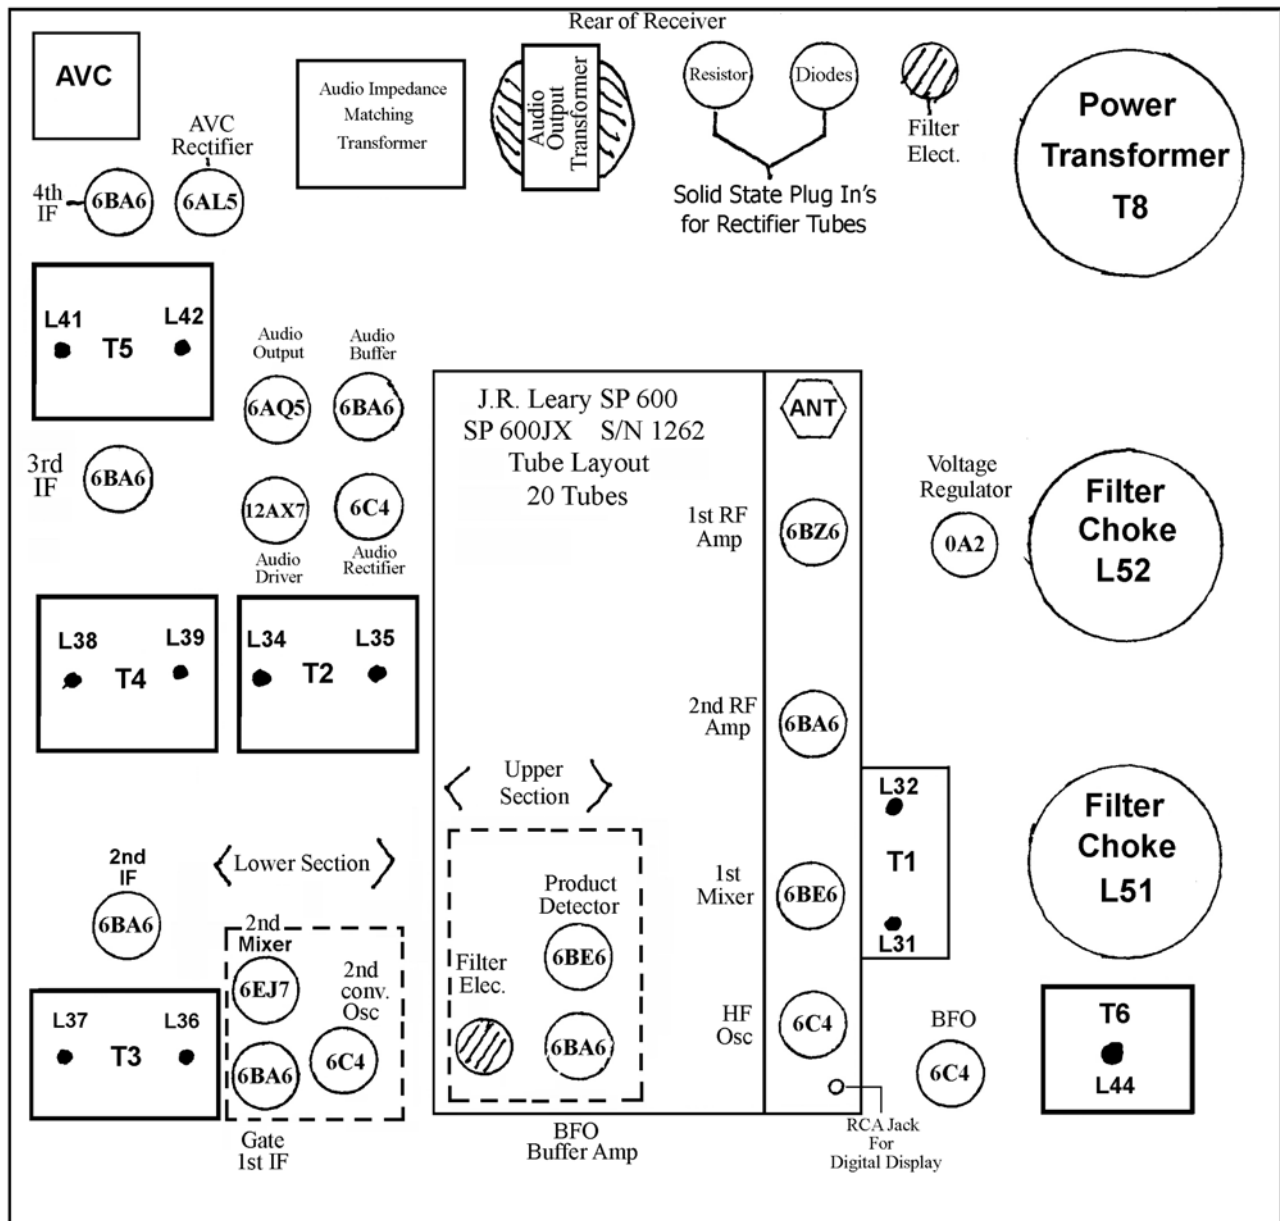 Rear of Receiver
AVC
Audio Impedance
Matching
Transformer
Audio
Output
Transformer
Resistor
Diodes
Filter
Elect.
Solid State Plug In's
for Rectifier Tubes
Power
Transformer
T8
AVC
Rectifier
4th
IF
6BA6
6AL5
L41
L42
T5
Audio
Output
Audio
Buffer
6AQ5
6BA6
3rd
IF
6BA6
12AX7
6C4
Audio
Driver
Audio
Rectifier
J.R. Leary SP 600
SP 600JX S/N 1262
Tube Layout
20 Tubes
ANT
1st RF
Amp
6BZ6
Voltage
Regulator
0A2
Filter
Choke
L52
L38
L39
T4
L34
L35
T2
2nd RF
Amp
6BA6
Upper
Section
L32
T1
L31
Filter
Choke
L51
2nd
IF
6BA6
Lower Section
1st
Mixer
6BE6
Product
Detector
6BE6
2nd
Mixer
6EJ7
2nd
conv.
Osc
6C4
Filter
Elec.
6BA6
L37
L36
T3
6BA6
Gate
1st IF
BFO
Buffer Amp
HF
Osc
6C4
BFO
6C4
T6
L44
RCA Jack
For
Digital Display